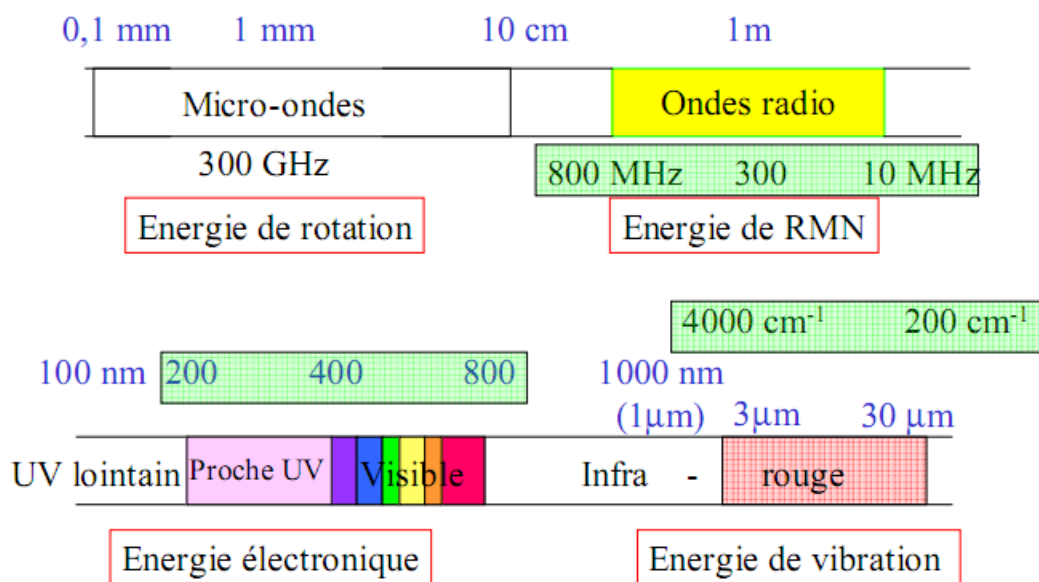 0,1 mm 1 mm 10 cm 1m
Micro-ondes Ondes radio
300 GHz 800 MHz 300 10 MHz
Energie de rotation Energie de RMN
4000 cm⁻¹ 200 cm⁻¹
100 nm 200 400 800 1000 nm
(1µm) 3µm 30 µm
UV lointain Proche UV Visible Infra - rouge
Energie électronique Energie de vibration